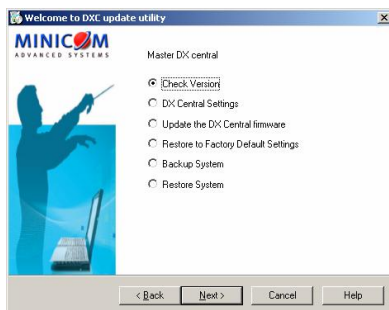 Welcome to DXC update utility
MINICOM
ADVANCED SYSTEMS
Master DX central
Check Version
DX Central Settings
Update the DX Central firmware
Restore to Factory Default Settings
Backup System
Restore System
< Back
Next >
Cancel
Help